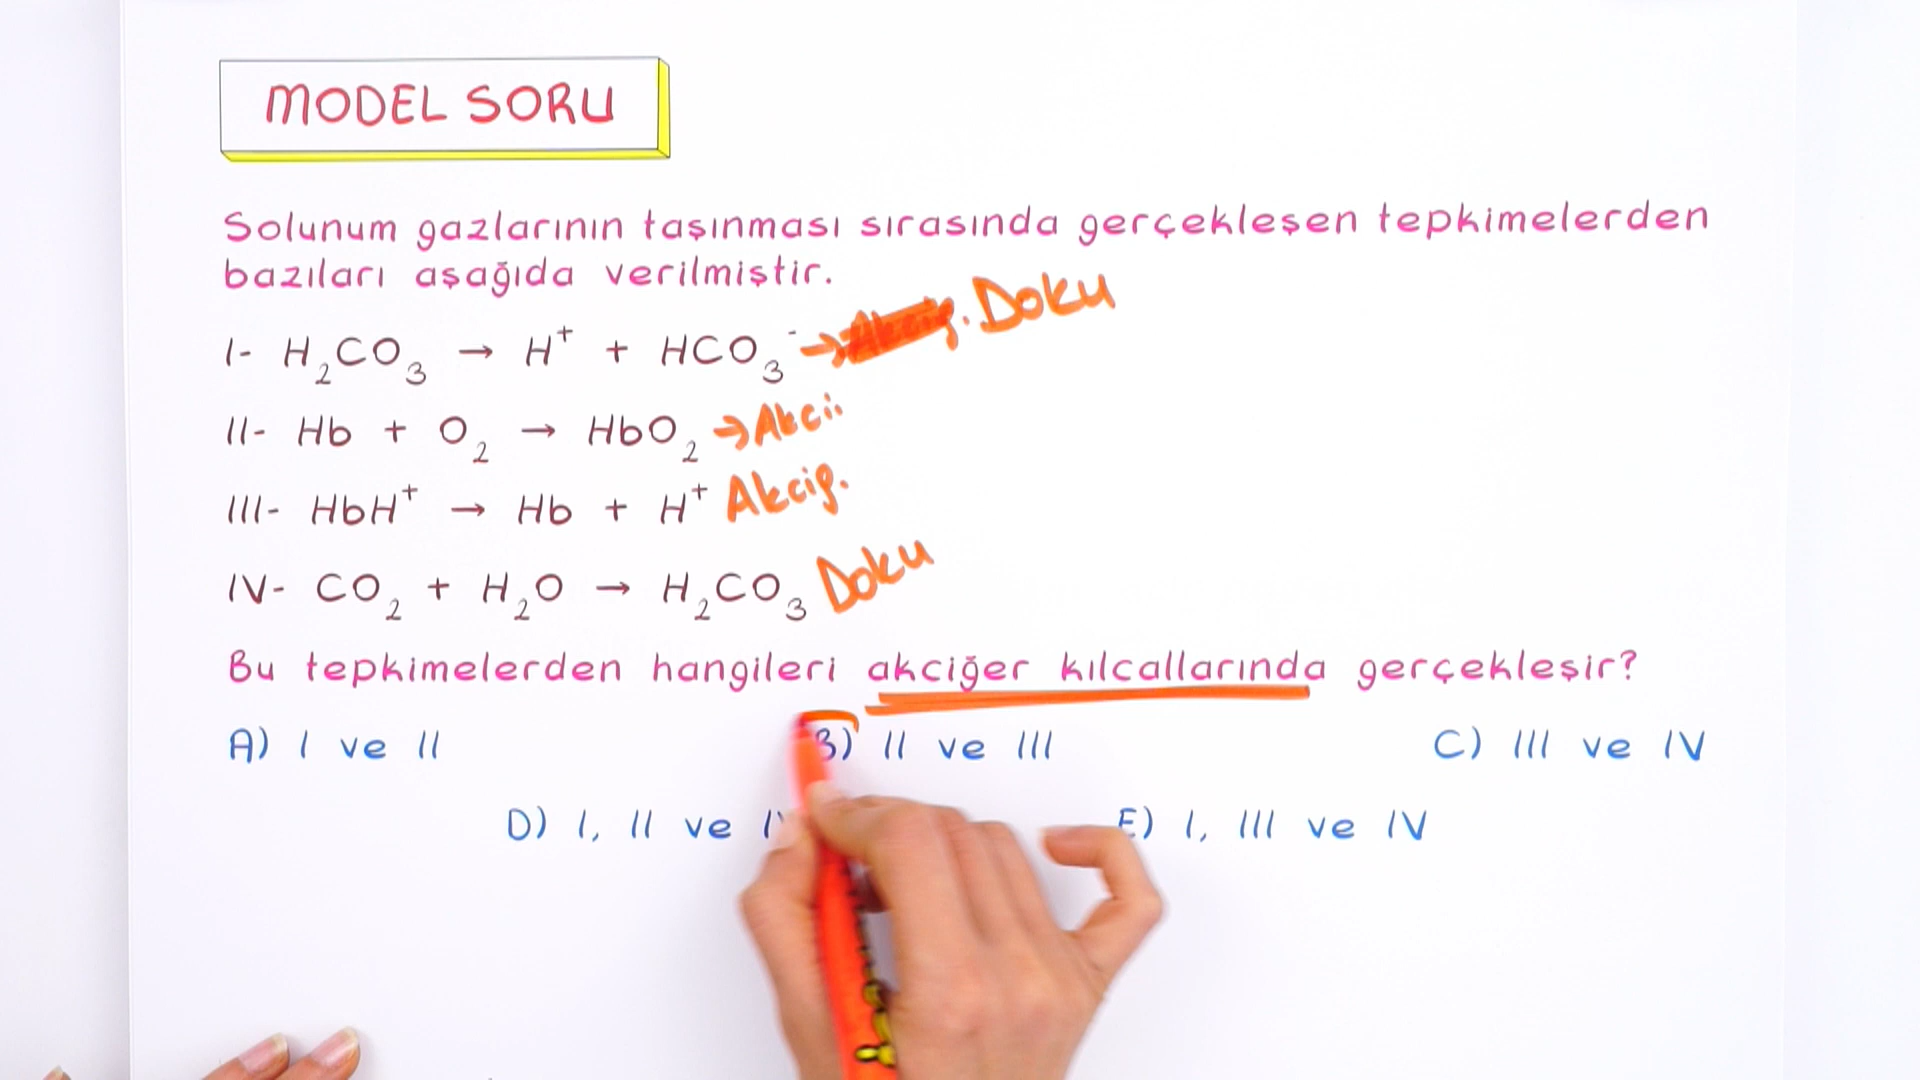 MODEL SORU
Solunum gazlarının taşınması sırasında gerçekleşen tepkimelerden
bazıları aşağıda verilmiştir.
I- H₂CO₃ → H⁺ + HCO₃⁻ → Doku
II- Hb + O₂ → HbO₂ → Akci
III- HbH⁺ → Hb + H⁺ Akciğ.
IV- CO₂ + H₂O → H₂CO₃ Doku
Bu tepkimelerden hangileri akciğer kılcallarında gerçekleşir?
A) I ve II B) II ve III C) III ve IV
D) I, II ve E) I, III ve IV